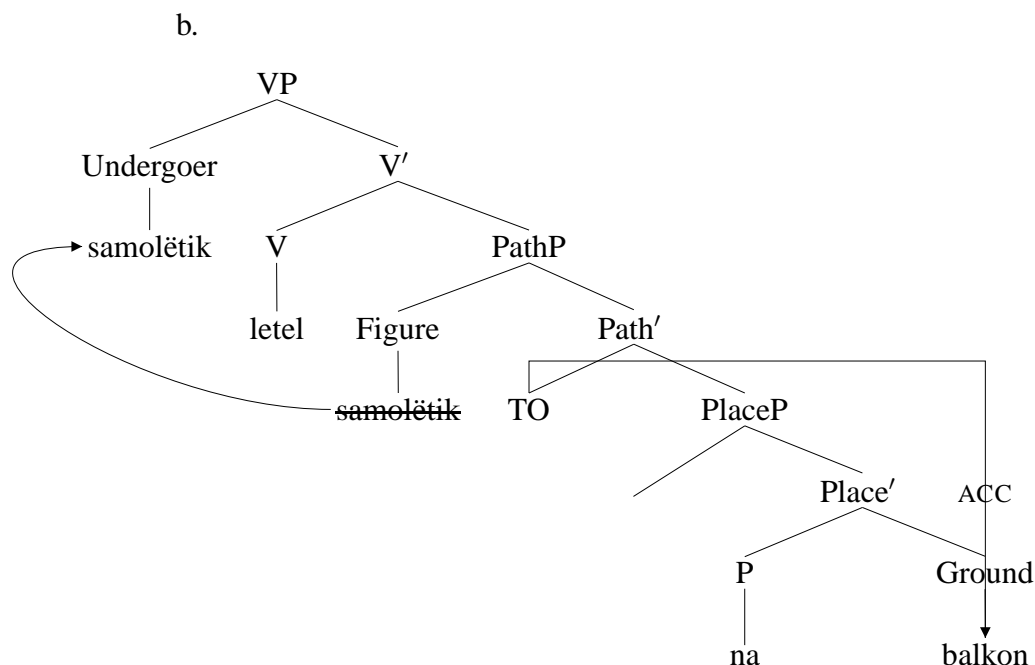 b.
VP
Undergoer V′
samolëtik V PathP
letel Figure Path′
samolëtik TO PlaceP
Place′ ACC
P Ground
na balkon